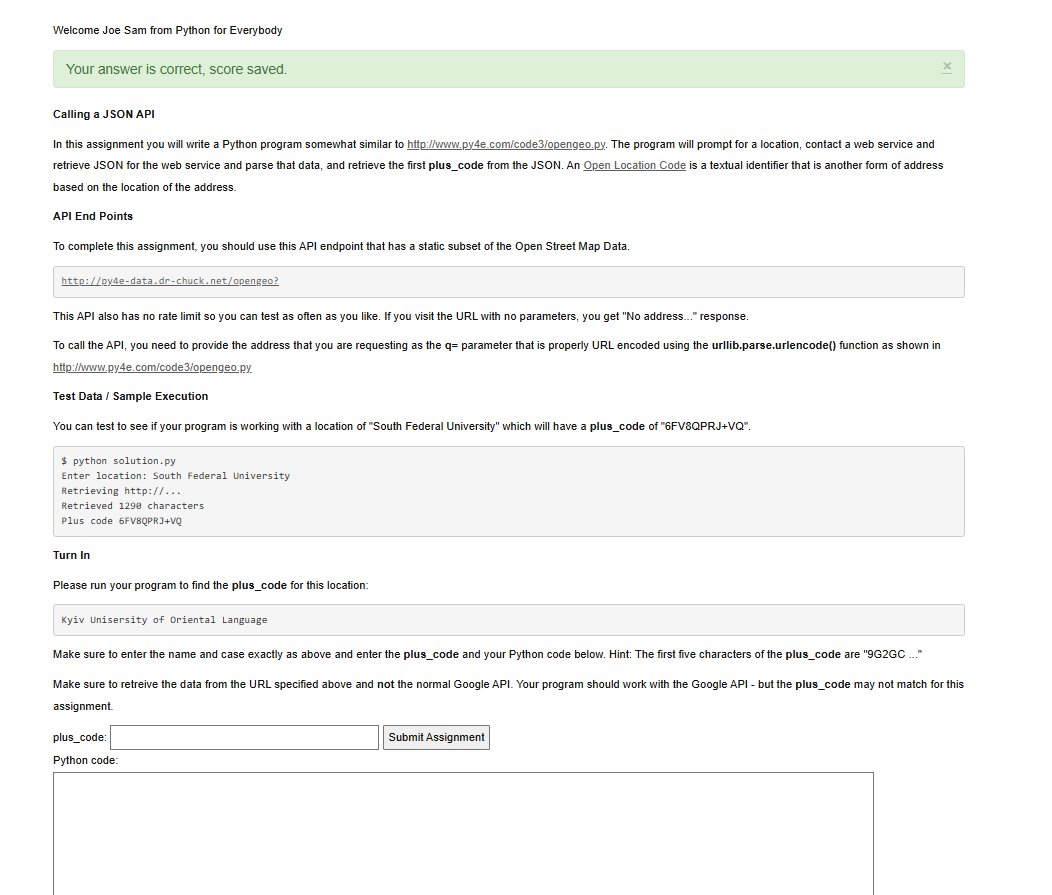 Welcome Joe Sam from Python for Everybody
Your answer is correct, score saved.
×
Calling a JSON API
In this assignment you will write a Python program somewhat similar to http://www.py4e.com/code3/opengeo.py. The program will prompt for a location, contact a web service and
retrieve JSON for the web service and parse that data, and retrieve the first plus_code from the JSON. An Open Location Code is a textual identifier that is another form of address
based on the location of the address.
API End Points
To complete this assignment, you should use this API endpoint that has a static subset of the Open Street Map Data.
http://py4e-data.dr-chuck.net/opengeo?
This API also has no rate limit so you can test as often as you like. If you visit the URL with no parameters, you get "No address..." response.
To call the API, you need to provide the address that you are requesting as the q= parameter that is properly URL encoded using the urllib.parse.urlencode() function as shown in
http://www.py4e.com/code3/opengeo.py
Test Data / Sample Execution
You can test to see if your program is working with a location of "South Federal University" which will have a plus_code of "6FV8QPRJ+VQ".
$ python solution.py
Enter location: South Federal University
Retrieving http://...
Retrieved 1290 characters
Plus code 6FV8QPRJ+VQ
Turn In
Please run your program to find the plus_code for this location:
Kyiv Unisersity of Oriental Language
Make sure to enter the name and case exactly as above and enter the plus_code and your Python code below. Hint: The first five characters of the plus_code are "9G2GC ..."
Make sure to retreive the data from the URL specified above and not the normal Google API. Your program should work with the Google API - but the plus_code may not match for this
assignment.
plus_code: Submit Assignment
Python code: